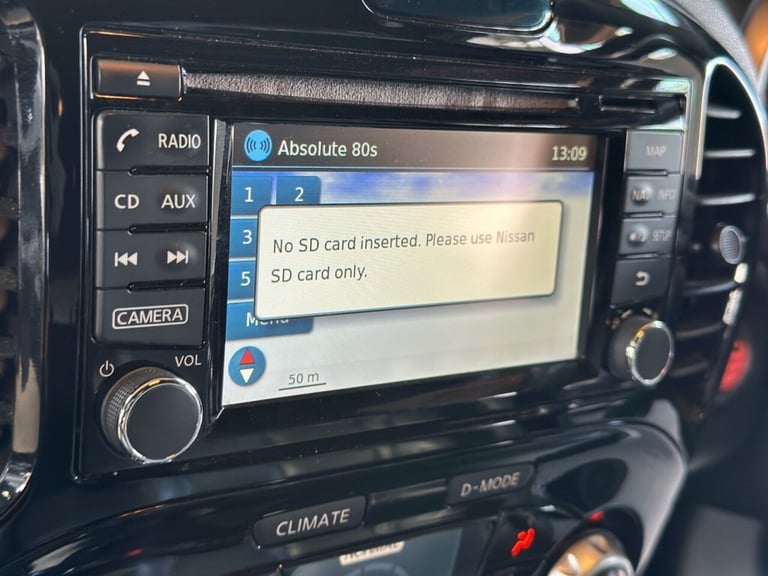 RADIO
CD
AUX
CAMERA
VOL
Absolute 80s
13:09
1
2
3
5
No SD card inserted. Please use Nissan
SD card only.
50 m
MAP
INFO
SETUP
CLIMATE
D-MODE